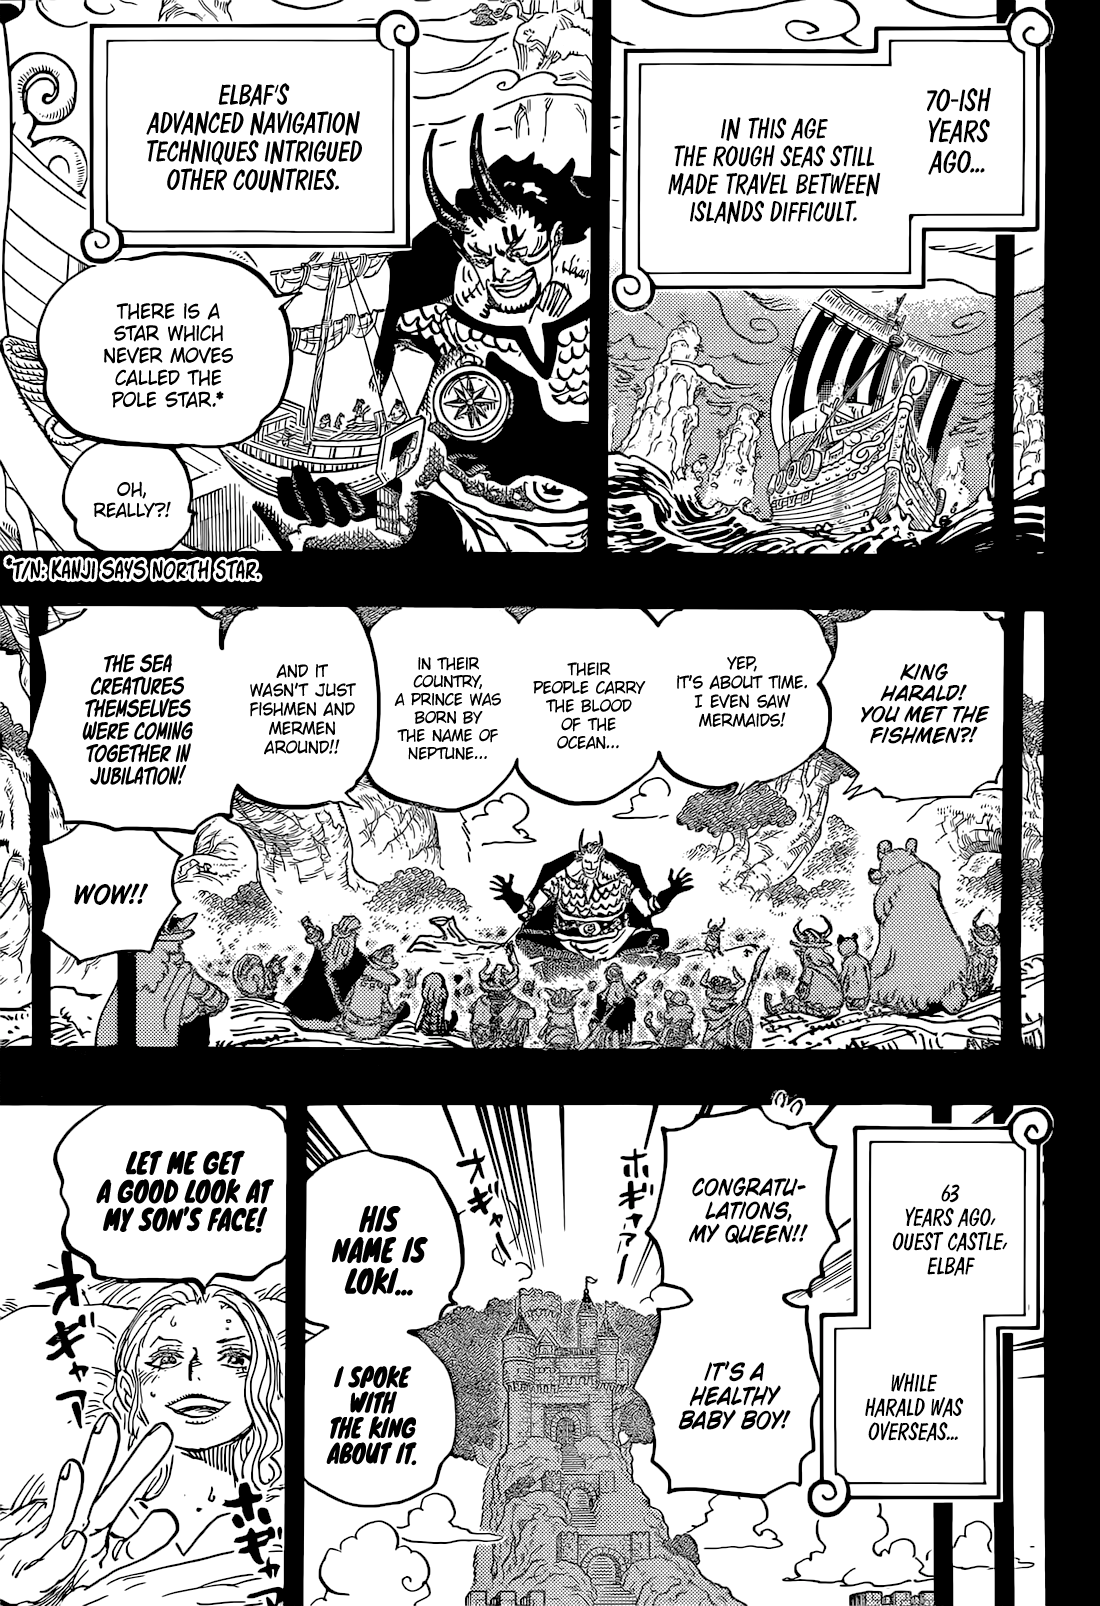 70-ISH
YEARS
AGO...
IN THIS AGE
THE ROUGH SEAS STILL
MADE TRAVEL BETWEEN
ISLANDS DIFFICULT.
ELBAF'S
ADVANCED NAVIGATION
TECHNIQUES INTRIGUED
OTHER COUNTRIES.
THERE IS A
STAR WHICH
NEVER MOVES
CALLED THE
POLE STAR.*
OH,
REALLY?!
*T/N: KANJI SAYS NORTH STAR.
KING
HARALD!
YOU MET THE
FISHMEN?!
YEP,
IT'S ABOUT TIME.
I EVEN SAW
MERMAIDS!
THEIR
PEOPLE CARRY
THE BLOOD
OF THE
OCEAN...
IN THEIR
COUNTRY,
A PRINCE WAS
BORN BY
THE NAME OF
NEPTUNE...
AND IT
WASN'T JUST
FISHMEN AND
MERMEN
AROUND!!
THE SEA
CREATURES
THEMSELVES
WERE COMING
TOGETHER IN
JUBILATION!
WOW!!
63
YEARS AGO,
OUEST CASTLE,
ELBAF
WHILE
HARALD WAS
OVERSEAS...
CONGRATU-
LATIONS,
MY QUEEN!!
IT'S A
HEALTHY
BABY BOY!
ホギャァ
オギャァ
HIS
NAME IS
LOKI...
I SPOKE
WITH
THE KING
ABOUT IT.
LET ME GET
A GOOD LOOK AT
MY SON'S FACE!
オギャァァ
ホギャァ